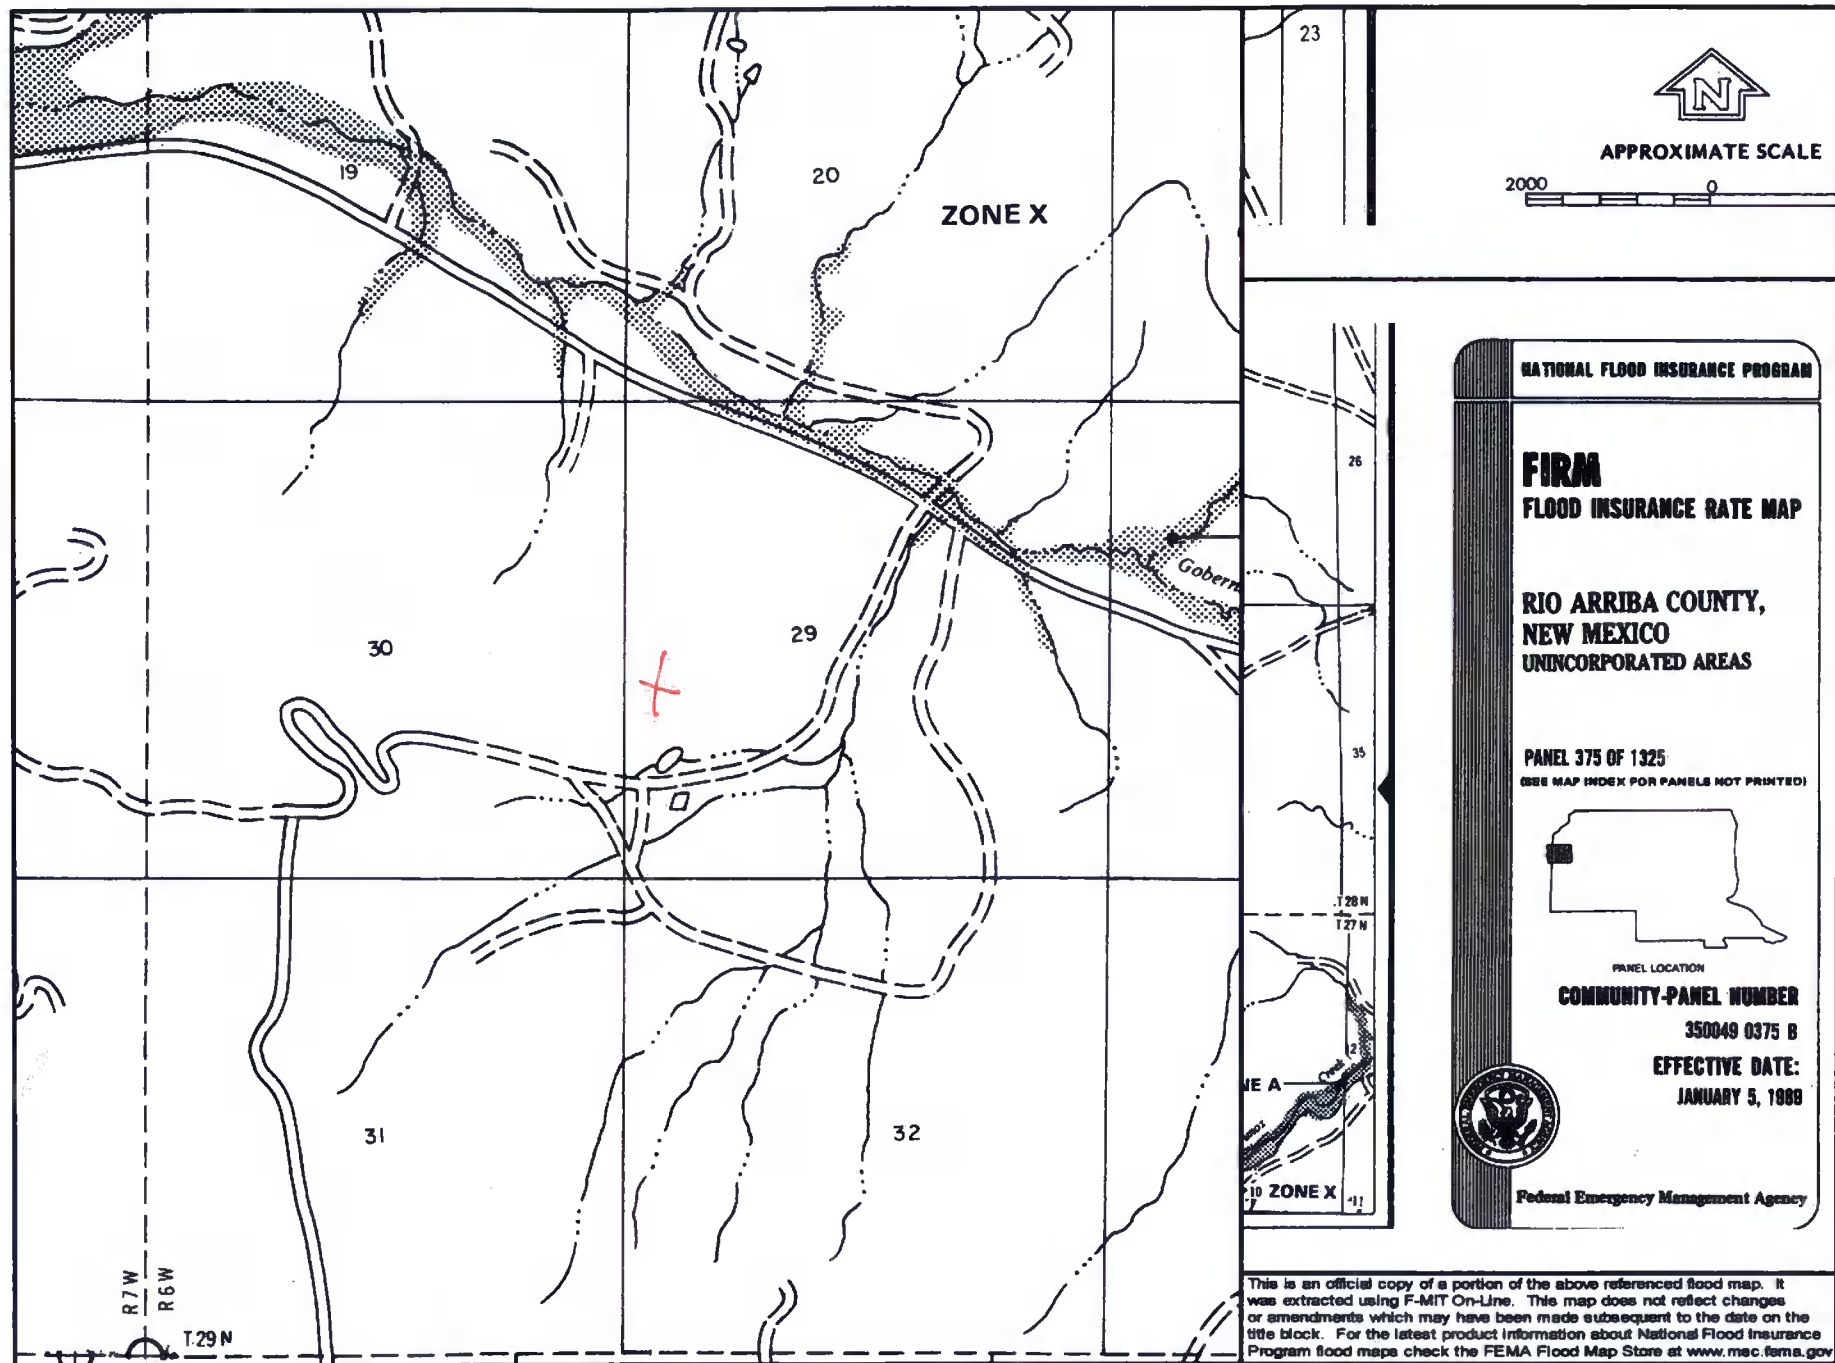 19
20
ZONE X
30
29
31
32
R7W
R6W
T.29 N
23
26
35
T28N
T27N
12
Creek
10 ZONE X
11
N
APPROXIMATE SCALE
2000 0
NATIONAL FLOOD INSURANCE PROGRAM
FIRM
FLOOD INSURANCE RATE MAP
RIO ARRIBA COUNTY,
NEW MEXICO
UNINCORPORATED AREAS
PANEL 375 OF 1325
(SEE MAP INDEX FOR PANELS NOT PRINTED)
PANEL LOCATION
COMMUNITY-PANEL NUMBER
350049 0375 B
EFFECTIVE DATE:
JANUARY 5, 1989
Federal Emergency Management Agency
This is an official copy of a portion of the above referenced flood map. It
was extracted using F-MIT On-Line. This map does not reflect changes
or amendments which may have been made subsequent to the date on the
title block. For the latest product information about National Flood Insurance
Program flood maps check the FEMA Flood Map Store at www.msc.fema.gov